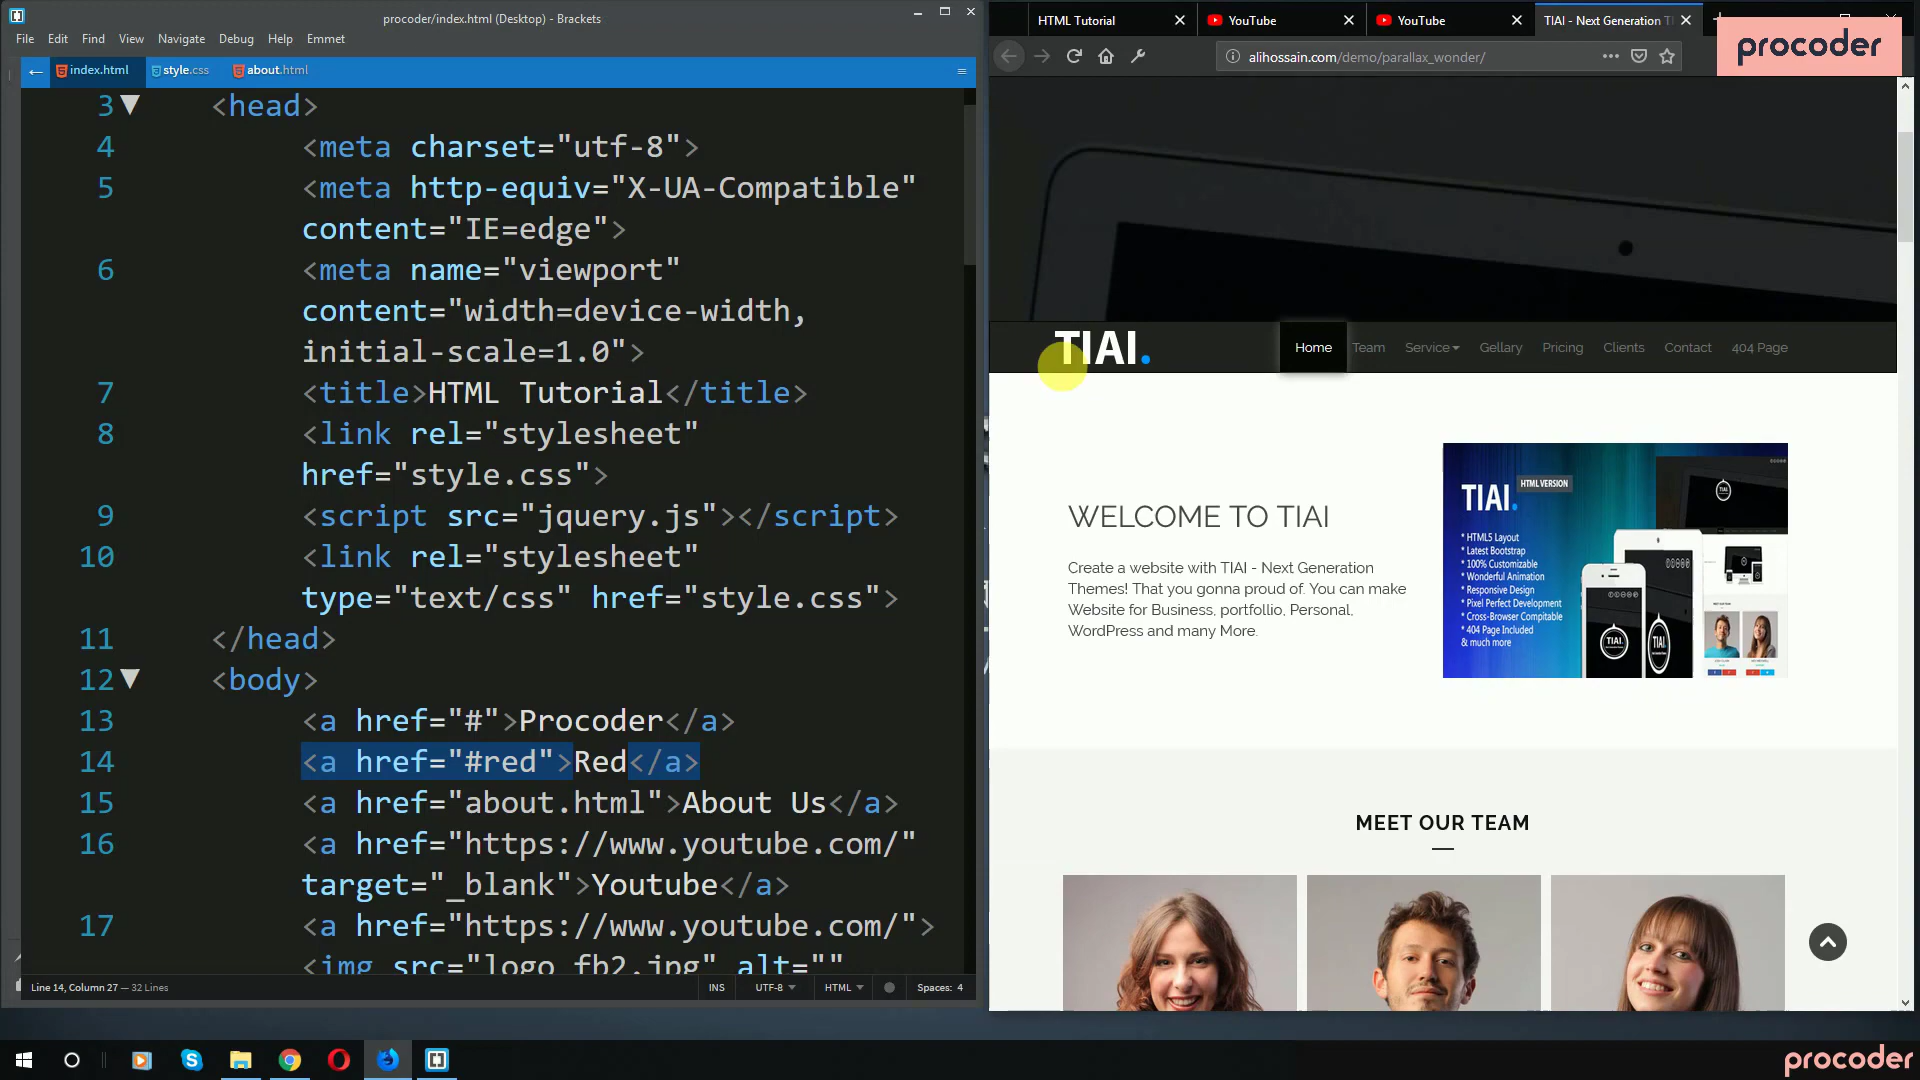 procoder/index.html (Desktop) - Brackets
File Edit Find View Navigate Debug Help Emmet
index.html style.css about.html
3 <head>
4 <meta charset="utf-8">
5 <meta http-equiv="X-UA-Compatible"
content="IE=edge">
6 <meta name="viewport"
content="width=device-width,
initial-scale=1.0">
7 <title>HTML Tutorial</title>
8 <link rel="stylesheet"
href="style.css">
9 <script src="jquery.js"></script>
10 <link rel="stylesheet"
type="text/css" href="style.css">
11 </head>
12 <body>
13 <a href="#">Procoder</a>
14 <a href="#red">Red</a>
15 <a href="about.html">About Us</a>
16 <a href="https://www.youtube.com/"
target="_blank">Youtube</a>
17 <a href="https://www.youtube.com/">
<img src="logo_fb2.jpg" alt=""
Line 14, Column 27 — 32 Lines
INS UTF-8 HTML Spaces: 4
HTML Tutorial YouTube YouTube TIAI - Next Generation T
procoder
alihossain.com/demo/parallax_wonder/
TIAI.
Home Team Service Gellary Pricing Clients Contact 404 Page
WELCOME TO TIAI
Create a website with TIAI - Next Generation
Themes! That you gonna proud of. You can make
Website for Business, portfollio, Personal,
WordPress and many More.
TIAI. HTML VERSION
* HTML5 Layout
* Latest Bootstrap
* 100% Customizable
* Wonderful Animation
* Responsive Design
* Pixel Perfect Development
* Cross-Browser Compitable
* 404 Page Included
& much more
TIAI
TIAI
TIAI
MEET OUR TEAM
procoder